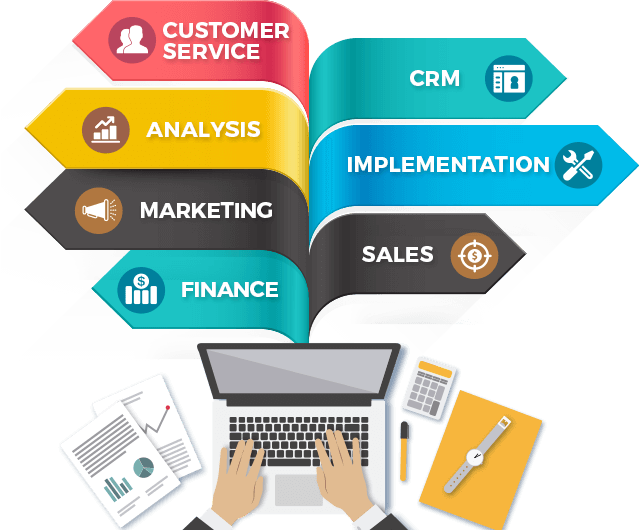 CUSTOMER
SERVICE
CRM
ANALYSIS
IMPLEMENTATION
MARKETING
SALES
FINANCE